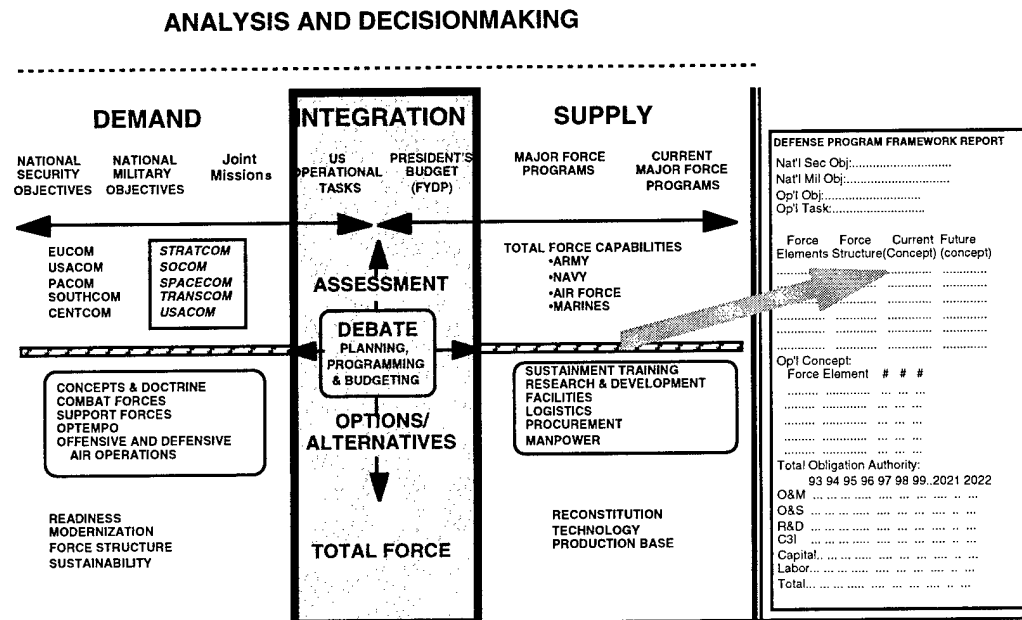 ANALYSIS AND DECISIONMAKING
DEMAND
NATIONAL
SECURITY
OBJECTIVES
NATIONAL
MILITARY
OBJECTIVES
Joint
Missions
EUCOM
USACOM
PACOM
SOUTHCOM
CENTCOM
STRATCOM
SOCOM
SPACECOM
TRANSCOM
USACOM
CONCEPTS & DOCTRINE
COMBAT FORCES
SUPPORT FORCES
OPTEMPO
OFFENSIVE AND DEFENSIVE
AIR OPERATIONS
READINESS
MODERNIZATION
FORCE STRUCTURE
SUSTAINABILITY
INTEGRATION
US
OPERATIONAL
TASKS
PRESIDENT'S
BUDGET
(FYDP)
ASSESSMENT
DEBATE
PLANNING,
PROGRAMMING
& BUDGETING
OPTIONS/
ALTERNATIVES
TOTAL FORCE
SUPPLY
MAJOR FORCE
PROGRAMS
CURRENT
MAJOR FORCE
PROGRAMS
TOTAL FORCE CAPABILITIES
•ARMY
•NAVY
•AIR FORCE
•MARINES
SUSTAINMENT TRAINING
RESEARCH & DEVELOPMENT
FACILITIES
LOGISTICS
PROCUREMENT
MANPOWER
RECONSTITUTION
TECHNOLOGY
PRODUCTION BASE
DEFENSE PROGRAM FRAMEWORK REPORT
Nat'l Sec Obj:............................
Nat'l Mil Obj:.............................
Op'l Obj:...........................
Op'l Task:..........................
Force Force Current Future
Elements Structure(Concept) (concept)
Op'l Concept:
Force Element # # #
Total Obligation Authority:
93 94 95 96 97 98 99..2021 2022
O&M ... ... ... ... ... ... .... .. ...
O&S ... ... ... .... ... ... .... .. ...
R&D ... ... ... .... ... ... .... .. ...
C3I ... ... ... .... ... ... .... .. ...
Capital.. ... ... .... ... ... .... .. ...
Labor... ... ... .... ... ... .... .. ...
Total... ... ... .... ... ... .... .. ...